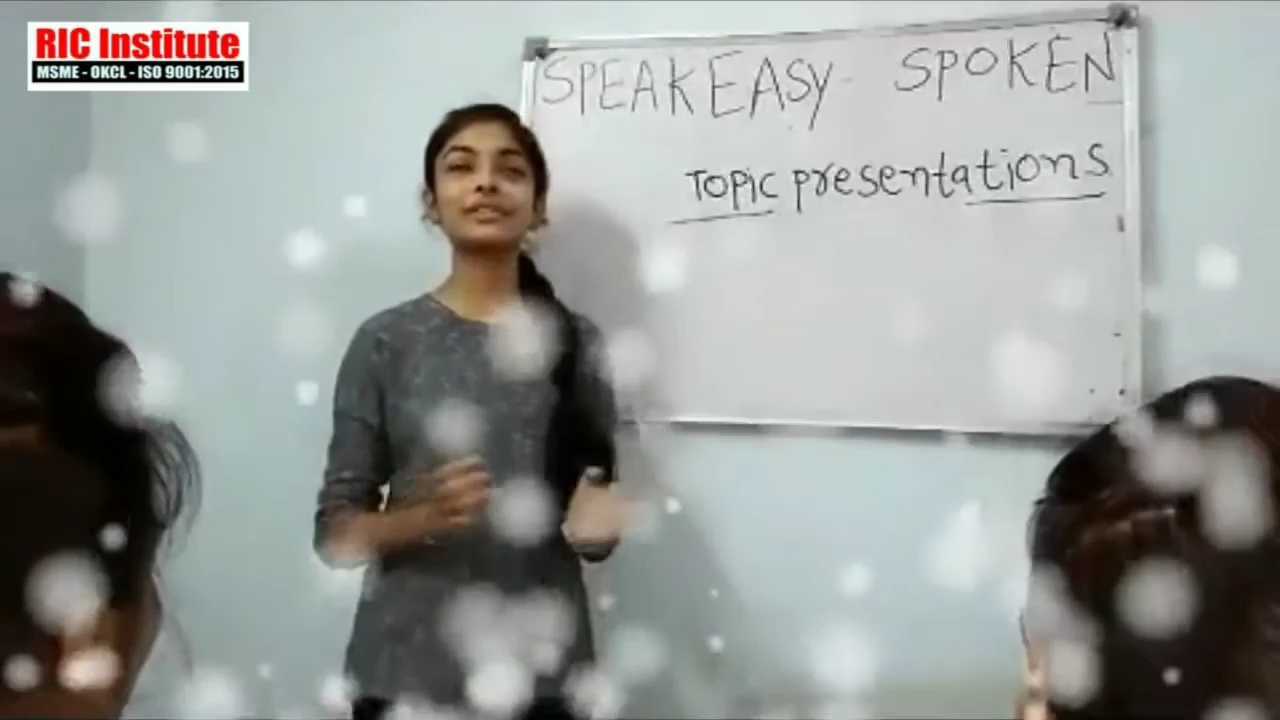 RIC Institute
MSME - OKCL - ISO 9001:2015
SPEAKEASY - SPOKEN
TOPIC presentations